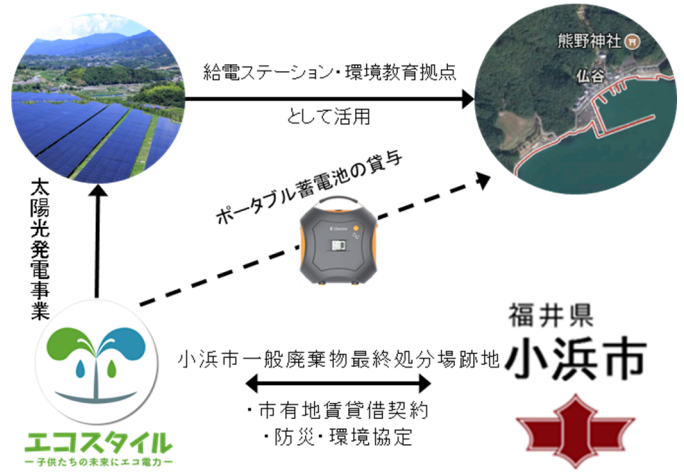 給電ステーション・環境教育拠点
として活用
熊野神社
仏谷
太陽光発電事業
ポータブル蓄電池の貸与
小浜市一般廃棄物最終処分場跡地
・市有地賃貸借契約
・防災・環境協定
エコスタイル
ー子供たちの未来にエコ電力ー
福井県
小浜市